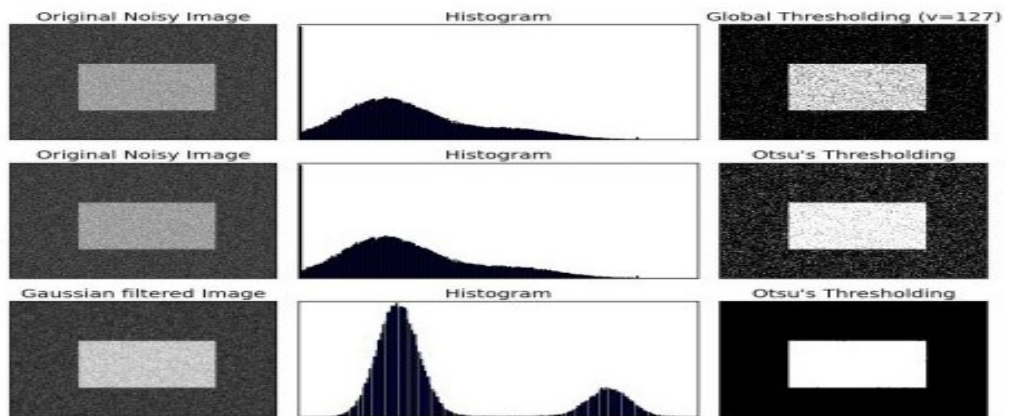 Original Noisy Image
Histogram
Global Thresholding (v=127)
Original Noisy Image
Histogram
Otsu's Thresholding
Gaussian filtered Image
Histogram
Otsu's Thresholding